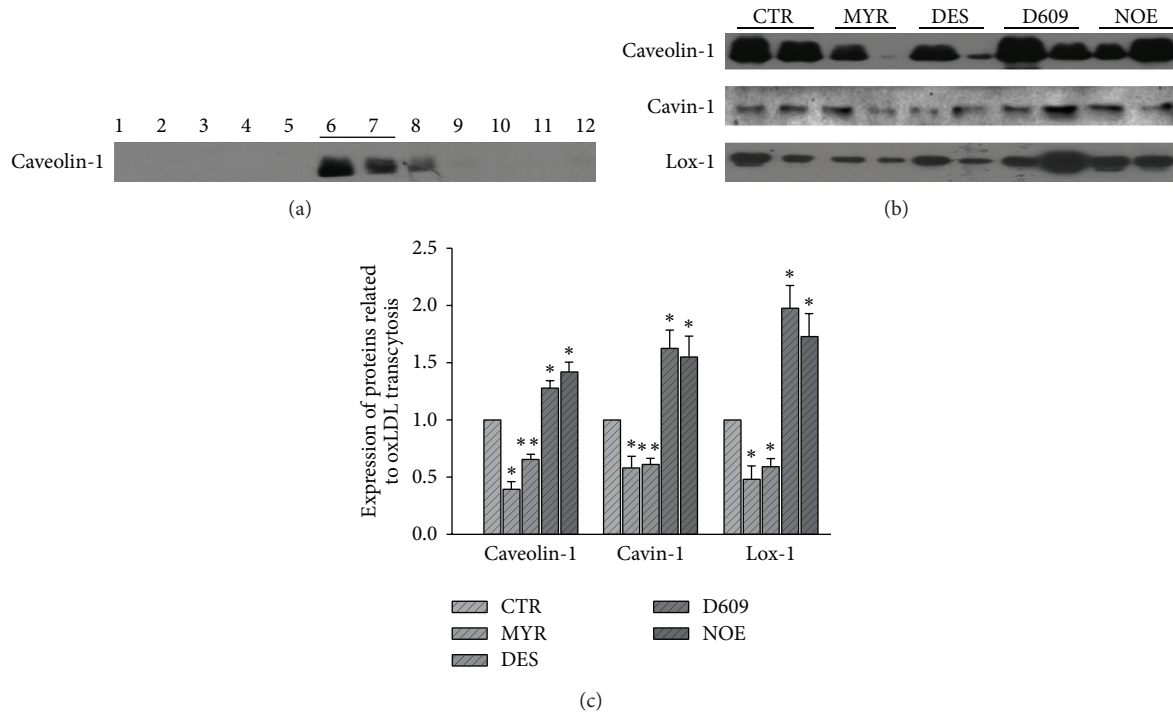 1 2 3 4 5 6 7 8 9 10 11 12
Caveolin-1
(a)
CTR MYR DES D609 NOE
Caveolin-1
Cavin-1
Lox-1
(b)
Expression of proteins related
to oxLDL transcytosis
2.5
2.0
1.5
1.0
0.5
0.0
* ** * *
* ** * *
* * * *
Caveolin-1 Cavin-1 Lox-1
CTR
MYR
DES
D609
NOE
(c)